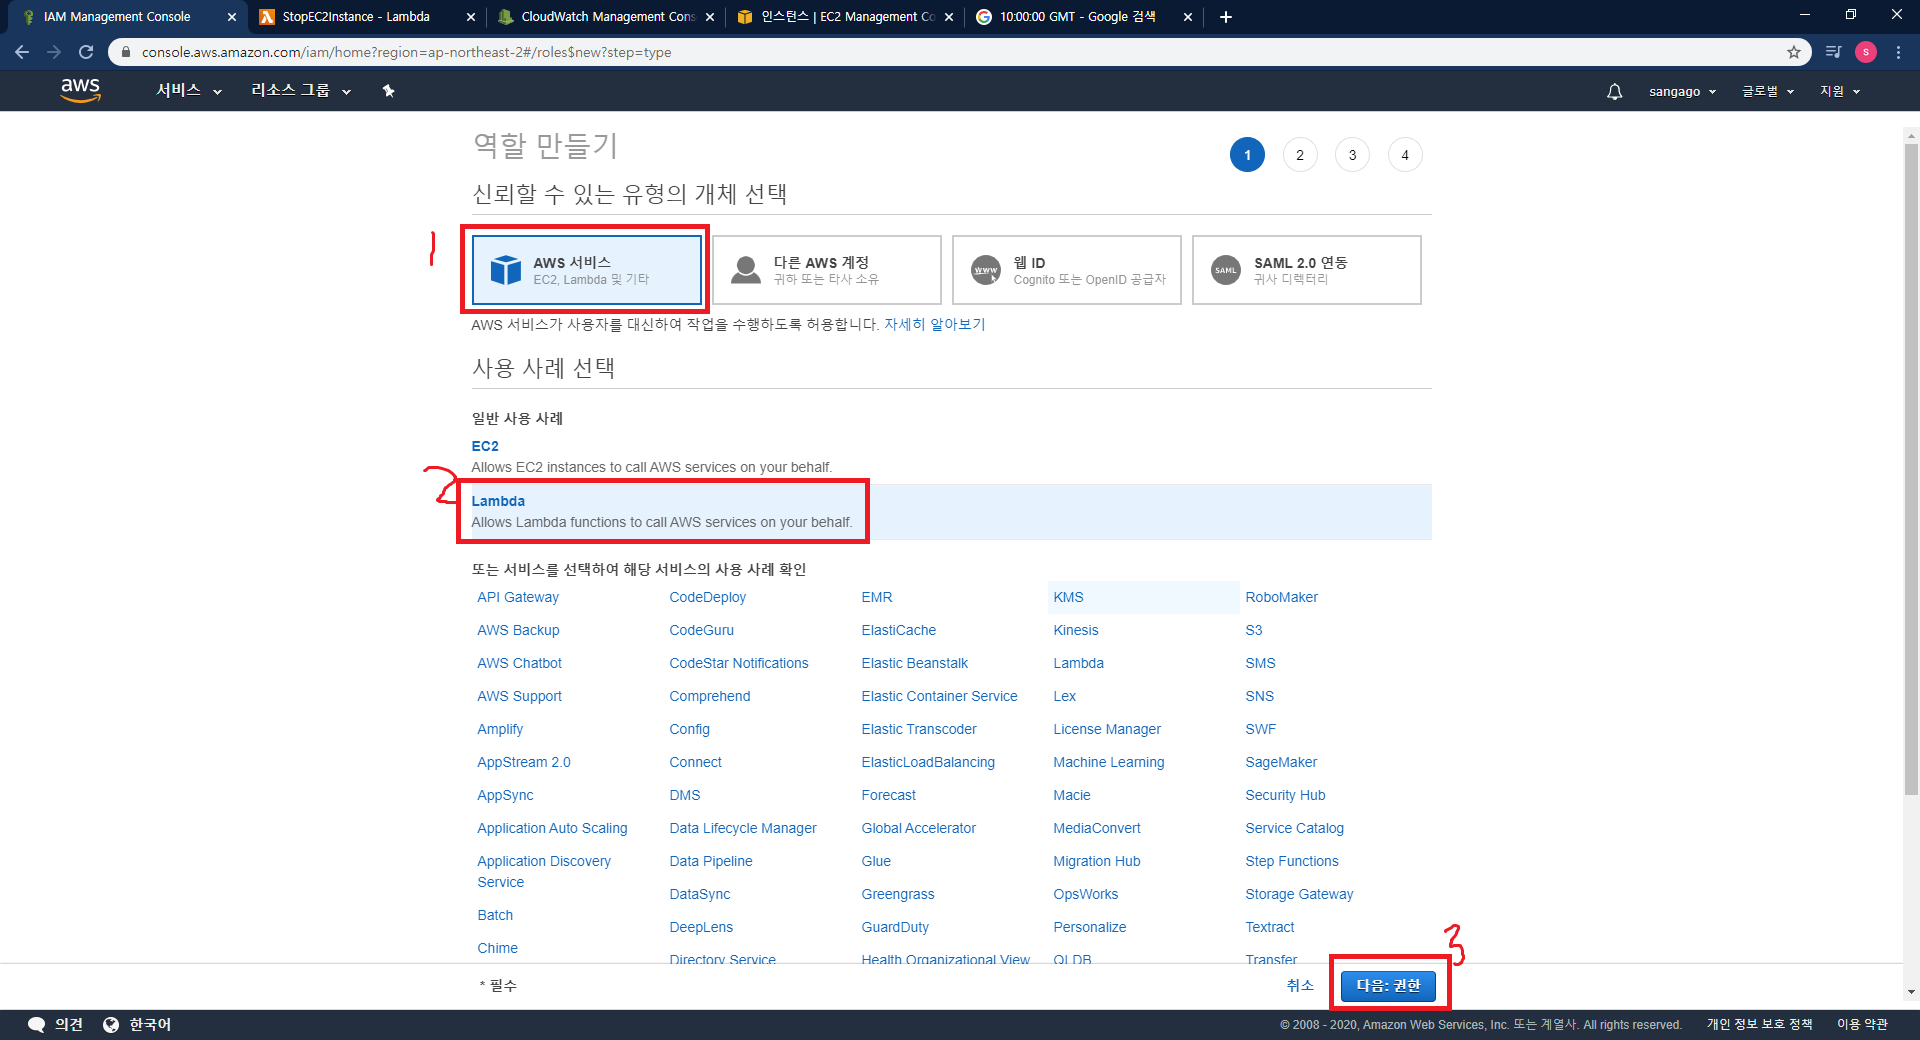 IAM Management Console
StopEC2Instance - Lambda
CloudWatch Management Cons
인스턴스 | EC2 Management Co
10:00:00 GMT - Google 검색
console.aws.amazon.com/iam/home?region=ap-northeast-2#/roles$new?step=type
s
aws
서비스
리소스 그룹
sangago
글로벌
지원
역할 만들기
1
2
3
4
신뢰할 수 있는 유형의 개체 선택
1
AWS 서비스
EC2, Lambda 및 기타
다른 AWS 계정
귀하 또는 타사 소유
www
웹 ID
Cognito 또는 OpenID 공급자
SAML
SAML 2.0 연동
귀사 디렉터리
AWS 서비스가 사용자를 대신하여 작업을 수행하도록 허용합니다. 자세히 알아보기
사용 사례 선택
일반 사용 사례
EC2
Allows EC2 instances to call AWS services on your behalf.
2
Lambda
Allows Lambda functions to call AWS services on your behalf.
또는 서비스를 선택하여 해당 서비스의 사용 사례 확인
API Gateway
CodeDeploy
EMR
KMS
RoboMaker
AWS Backup
CodeGuru
ElastiCache
Kinesis
S3
AWS Chatbot
CodeStar Notifications
Elastic Beanstalk
Lambda
SMS
AWS Support
Comprehend
Elastic Container Service
Lex
SNS
Amplify
Config
Elastic Transcoder
License Manager
SWF
AppStream 2.0
Connect
ElasticLoadBalancing
Machine Learning
SageMaker
AppSync
DMS
Forecast
Macie
Security Hub
Application Auto Scaling
Data Lifecycle Manager
Global Accelerator
MediaConvert
Service Catalog
Application Discovery
Service
Data Pipeline
Glue
Migration Hub
Step Functions
DataSync
Greengrass
OpsWorks
Storage Gateway
Batch
DeepLens
GuardDuty
Personalize
Textract
Chime
Directory Service
Health Organizational View
QLDB
Transfer
3
* 필수
취소
다음: 권한
의견
한국어
© 2008 - 2020, Amazon Web Services, Inc. 또는 계열사. All rights reserved.
개인 정보 보호 정책
이용 약관